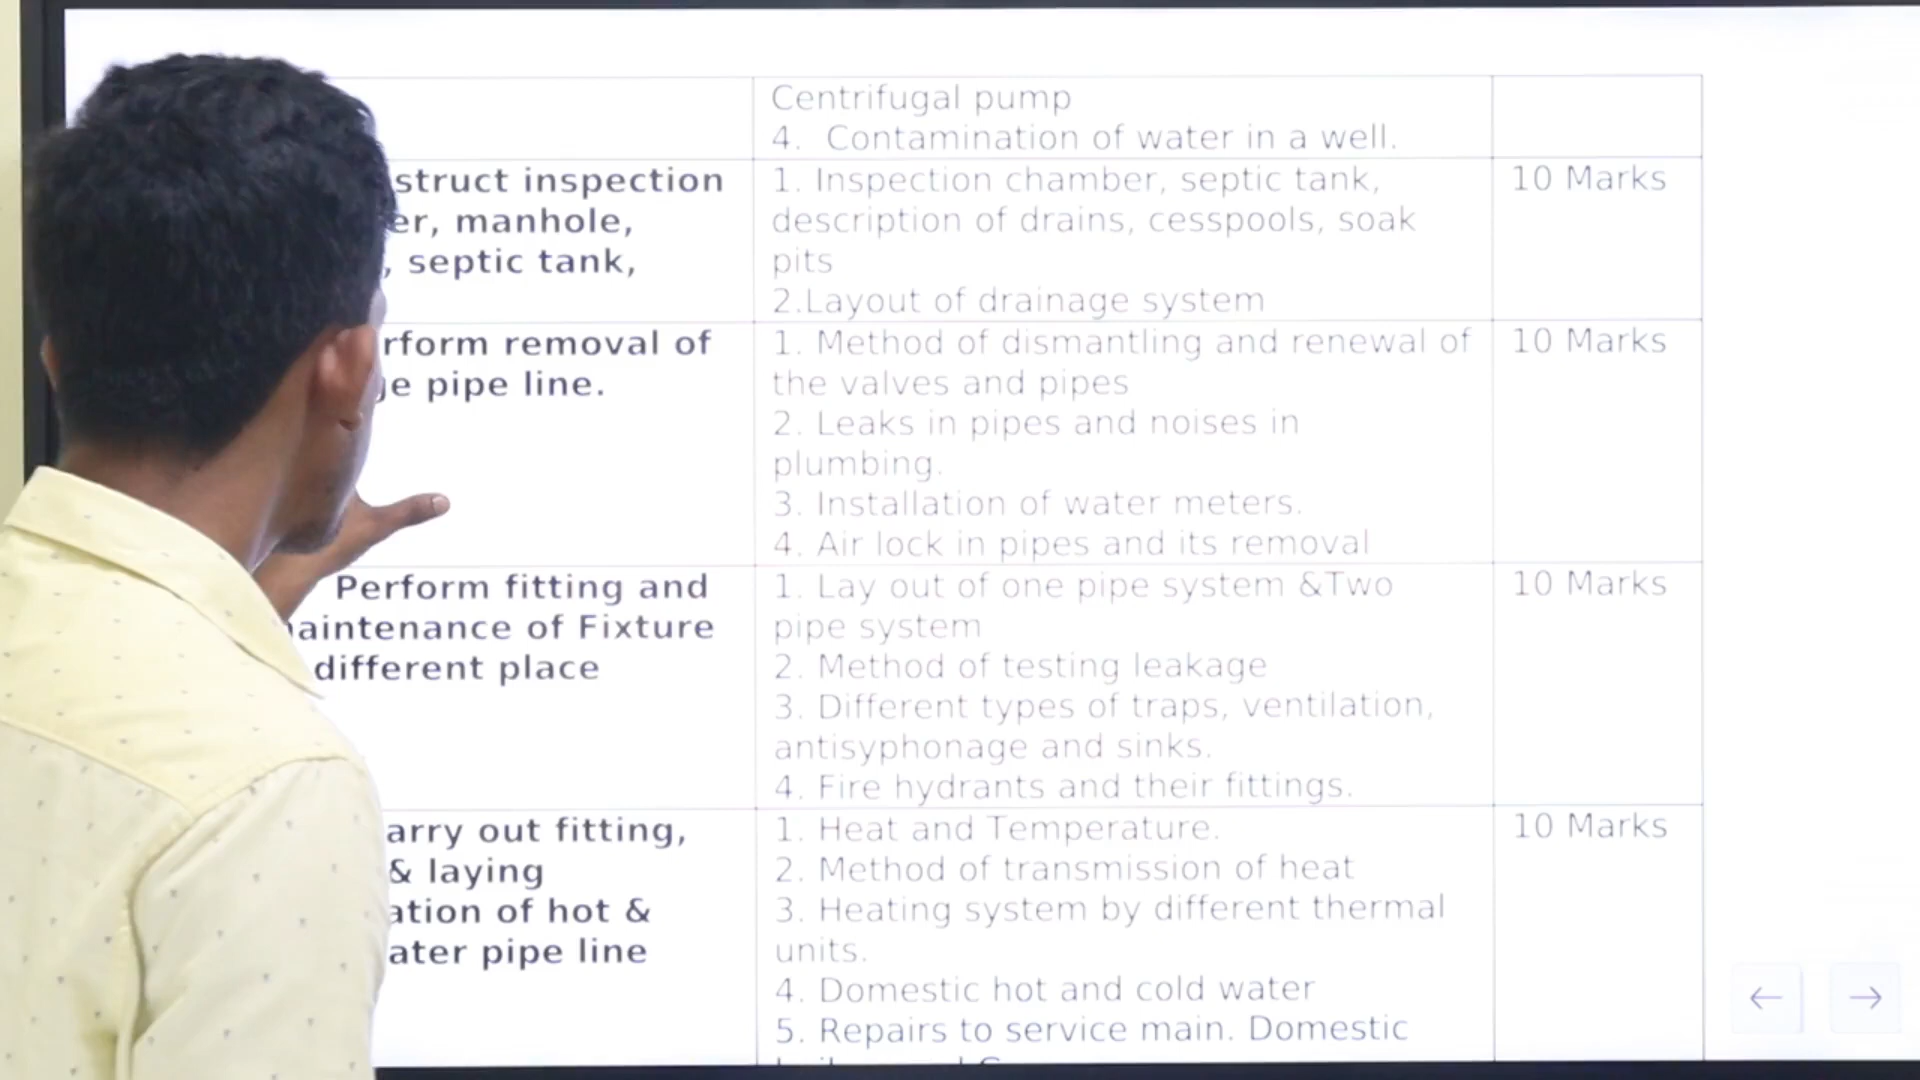 Centrifugal pump
4. Contamination of water in a well.
struct inspection
er, manhole,
, septic tank,
1. Inspection chamber, septic tank,
description of drains, cesspools, soak
pits
2.Layout of drainage system
10 Marks
rform removal of
pipe line.
1. Method of dismantling and renewal of
the valves and pipes
2. Leaks in pipes and noises in
plumbing.
3. Installation of water meters.
4. Air lock in pipes and its removal
10 Marks
Perform fitting and
aintenance of Fixture
different place
1. Lay out of one pipe system &Two
pipe system
2. Method of testing leakage
3. Different types of traps, ventilation,
antisyphonage and sinks.
4. Fire hydrants and their fittings.
10 Marks
arry out fitting,
& laying
ation of hot &
ater pipe line
1. Heat and Temperature.
2. Method of transmission of heat
3. Heating system by different thermal
units.
4. Domestic hot and cold water
5. Repairs to service main. Domestic
10 Marks